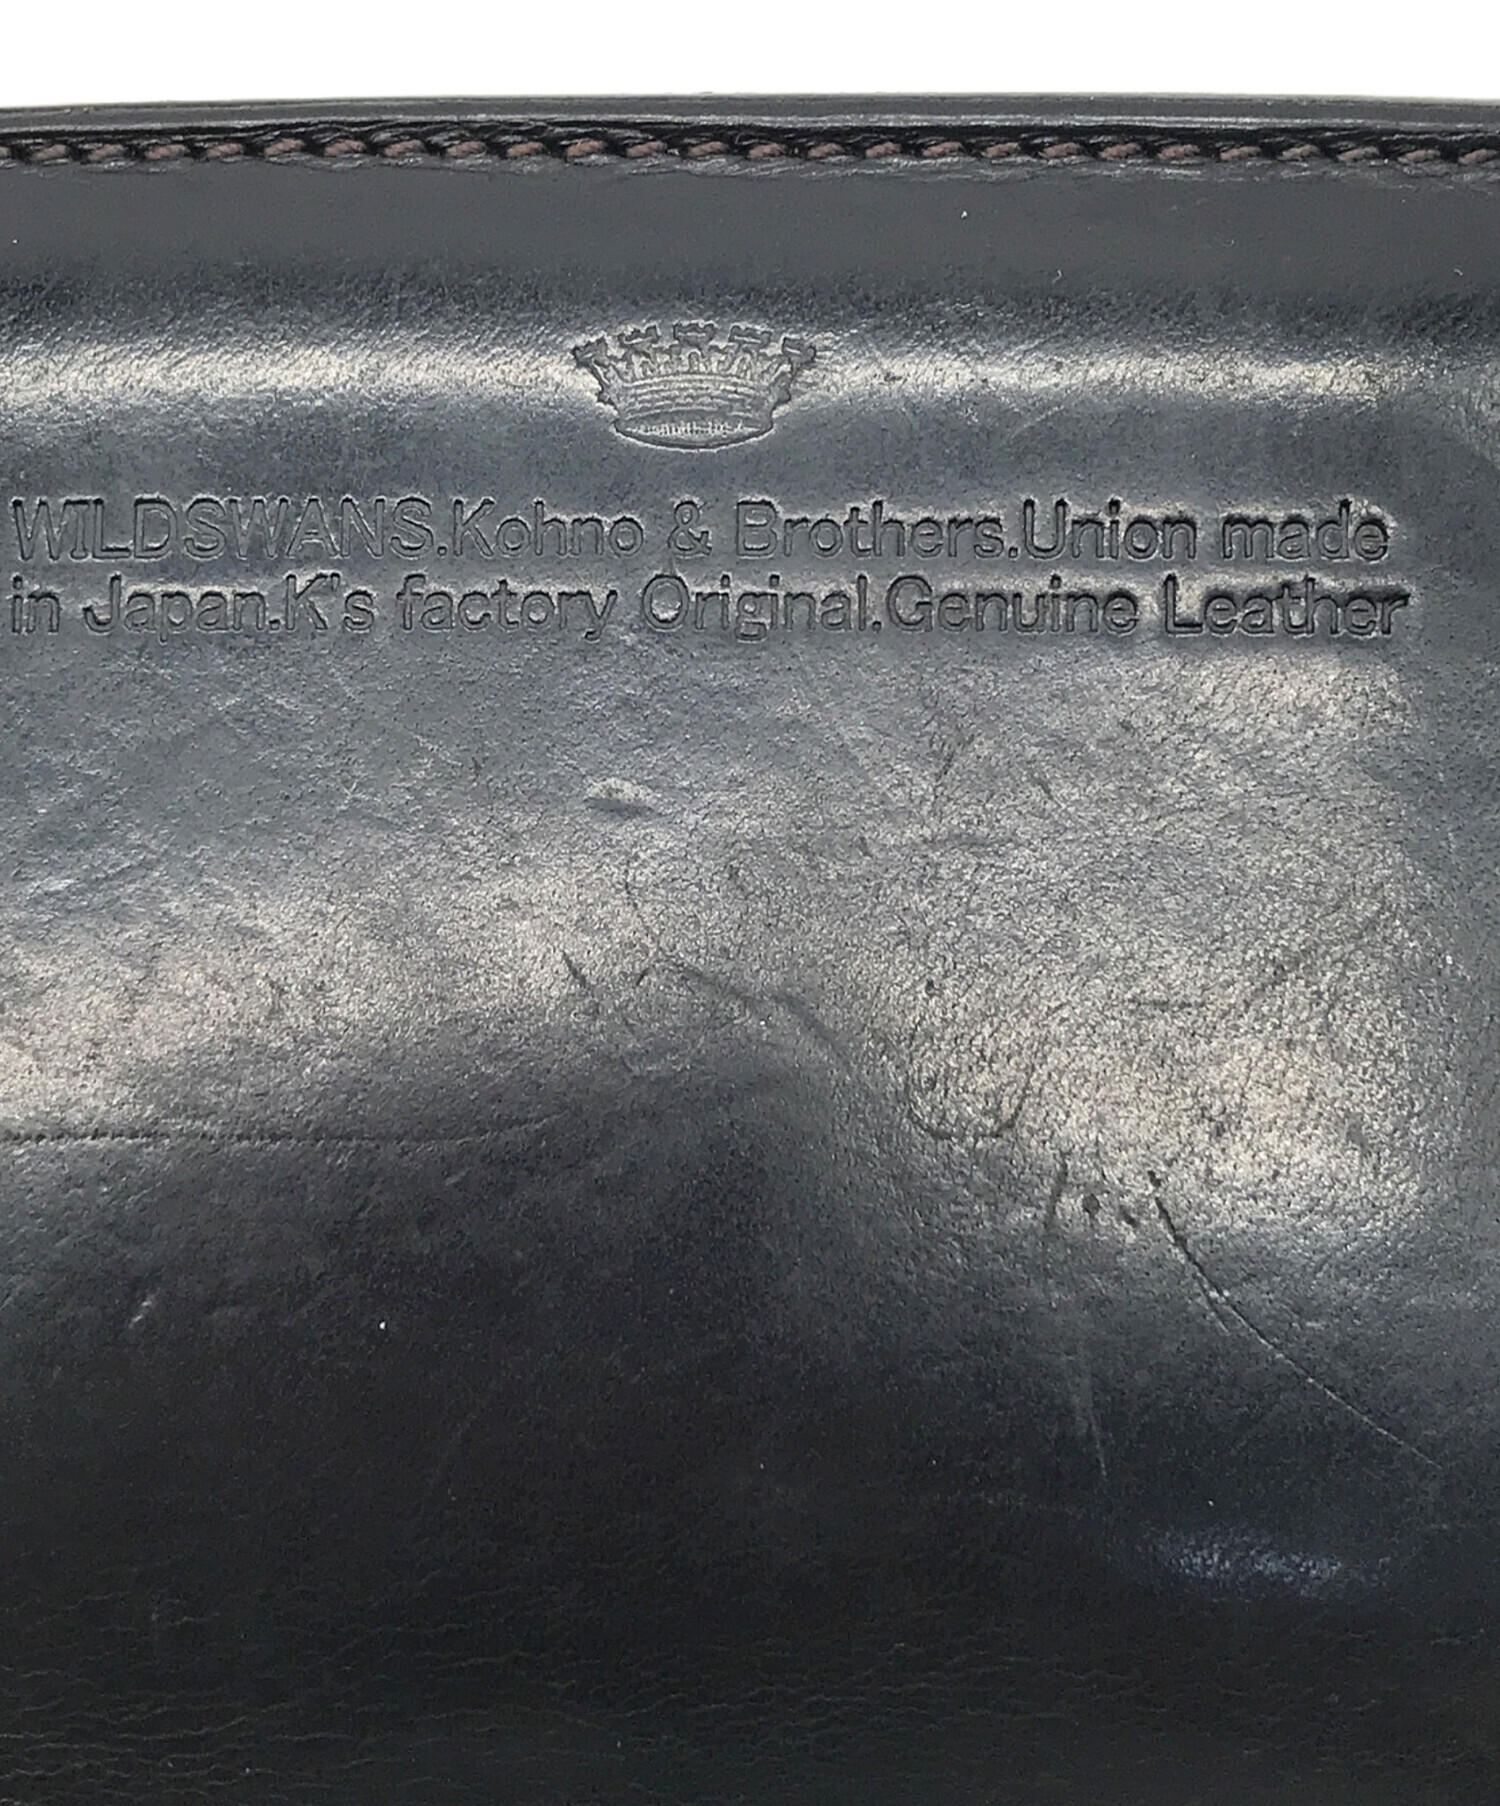 WILDSWANS.Kohno & Brothers.Union made
in Japan.K's factory Original.Genuine Leather